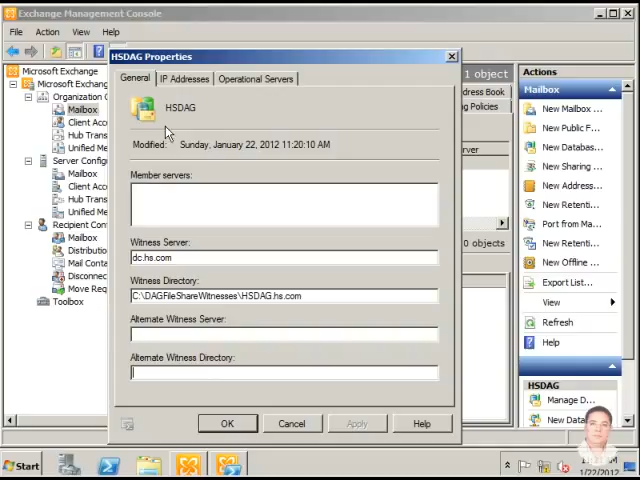 Exchange Management Console
File Action View Help
Microsoft Exchange
Microsoft Exchang
Organization C
Mailbox
Client Acce
Hub Trans
Unified Me
Server Config
Mailbox
Client Acce
Hub Trans
Unified Me
Recipient Cor
Mailbox
Distributio
Mail Contac
Disconnec
Move Req
Toolbox
HSDAG Properties
General IP Addresses Operational Servers
HSDAG
Modified: Sunday, January 22, 2012 11:20:10 AM
Member servers:
Witness Server:
dc.hs.com
Witness Directory:
C:\DAGFileShareWitnesses\HSDAG.hs.com
Alternate Witness Server:
Alternate Witness Directory:
OK Cancel Apply Help
1 object
ddress Book
ng Policies
erver
0 objects
Actions
Mailbox
New Mailbox ...
New Public F...
New Databas...
New Sharing ...
New Address...
New Retenti...
Port from Ma...
New Retenti...
New Offline ...
Export List...
View
Refresh
Help
HSDAG
Manage D...
New Data
Start
1/22/2012